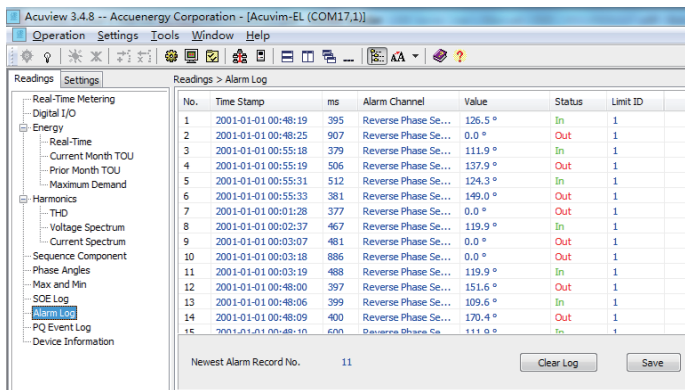 Acuview 3.4.8 -- Accuenergy Corporation - [Acuvim-EL (COM17,1)]
Operation Settings Tools Window Help
Readings Settings
Real-Time Metering
Digital I/O
Energy
Real-Time
Current Month TOU
Prior Month TOU
Maximum Demand
Harmonics
THD
Voltage Spectrum
Current Spectrum
Sequence Component
Phase Angles
Max and Min
SOE Log
Alarm Log
PQ Event Log
Device Information
Readings > Alarm Log
No. Time Stamp ms Alarm Channel Value Status Limit ID
1 2001-01-01 00:48:19 395 Reverse Phase Se... 126.5 ° In 1
2 2001-01-01 00:48:25 907 Reverse Phase Se... 0.0 ° Out 1
3 2001-01-01 00:55:18 379 Reverse Phase Se... 111.9 ° In 1
4 2001-01-01 00:55:19 506 Reverse Phase Se... 137.9 ° Out 1
5 2001-01-01 00:55:31 512 Reverse Phase Se... 124.3 ° In 1
6 2001-01-01 00:55:33 381 Reverse Phase Se... 149.0 ° Out 1
7 2001-01-01 00:01:28 377 Reverse Phase Se... 0.0 ° Out 1
8 2001-01-01 00:02:37 467 Reverse Phase Se... 119.9 ° In 1
9 2001-01-01 00:03:07 481 Reverse Phase Se... 0.0 ° Out 1
10 2001-01-01 00:03:18 886 Reverse Phase Se... 0.0 ° Out 1
11 2001-01-01 00:03:19 488 Reverse Phase Se... 119.9 ° In 1
12 2001-01-01 00:48:00 397 Reverse Phase Se... 151.6 ° Out 1
13 2001-01-01 00:48:06 399 Reverse Phase Se... 109.6 ° In 1
14 2001-01-01 00:48:09 400 Reverse Phase Se... 170.4 ° Out 1
15 2001-01-01 00:48:10 600 Reverse Phase Se... 111.9 ° In 1
Newest Alarm Record No. 11 Clear Log Save